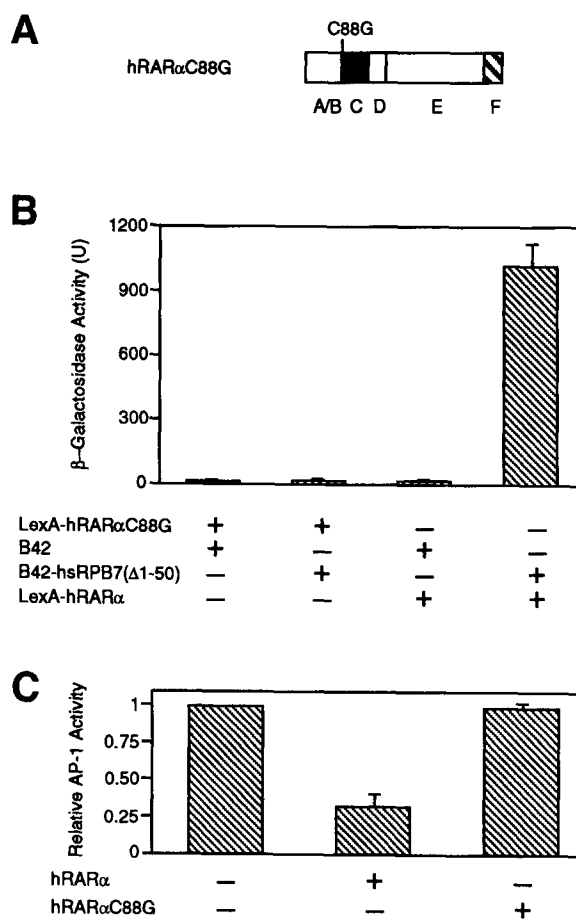 A
C88G
hRARαC88G
A/B C D E F
B
β-Galactosidase Activity (U)
1200
900
600
300
0
LexA-hRARαC88G + + — —
B42 + — + —
B42-hsRPB7(Δ1-50) — + — +
LexA-hRARα — — + +
C
Relative AP-1 Activity
1
0.75
0.50
0.25
0
hRARα — + —
hRARαC88G — — +